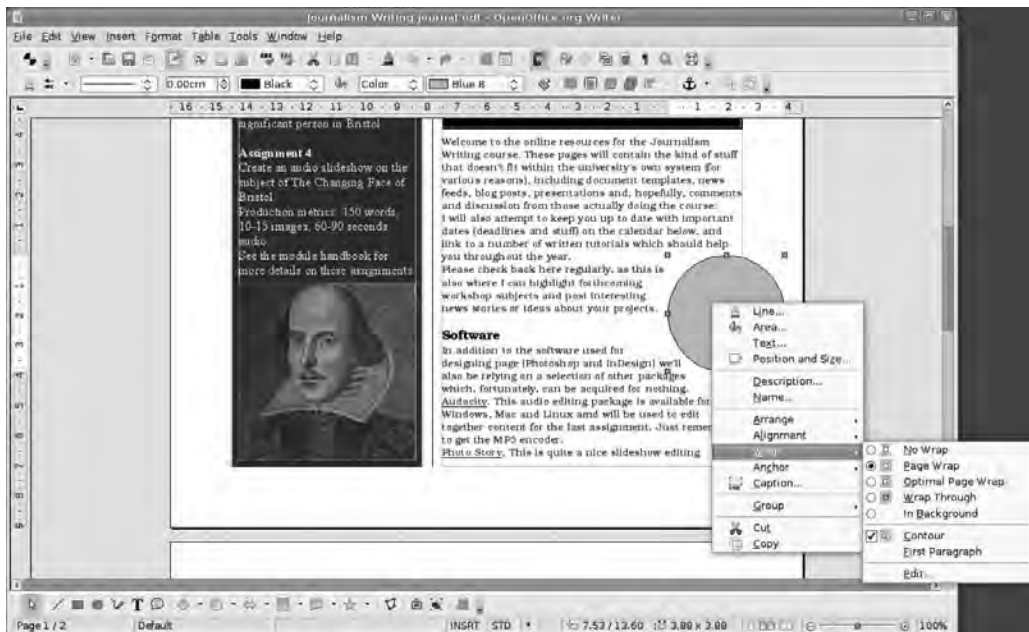 Journalism Writing journal.odt - OpenOffice.org Writer
File Edit View Insert Format Table Tools Window Help
0.00cm Black Color Blue 8
16 15 14 13 12 11 10 9 8 7 6 5 4 3 2 1 1 2 3 4
significant person in Bristol
Assignment 4
Create an audio slideshow on the
subject of The Changing Face of
Bristol
Production metrics: 150 words,
10-15 images, 60-90 seconds
audio
See the module handbook for
more details on these assignments
Welcome to the online resources for the Journalism
Writing course. These pages will contain the kind of stuff
that doesn't fit within the university's own system (for
various reasons), including document templates, news
feeds, blog posts, presentations and, hopefully, comments
and discussion from those actually doing the course.
I will also attempt to keep you up to date with important
dates (deadlines and stuff) on the calendar below, and
link to a number of written tutorials which should help
you throughout the year.
Please check back here regularly, as this is
also where I can highlight forthcoming
workshop subjects and post interesting
news stories or ideas about your projects.
Software
In addition to the software used for
designing page (Photoshop and InDesign) we'll
also be relying on a selection of other packages
which, fortunately, can be acquired for nothing.
Audacity. This audio editing package is available for
Windows, Mac and Linux amd will be used to edit
together content for the last assignment. Just remem
to get the MP3 encoder.
Photo Story. This is quite a nice slideshow editing
Line...
Area...
Text...
Position and Size...
Description...
Name...
Arrange
Alignment
Wrap
Anchor
Caption...
Group
Cut
Copy
No Wrap
Page Wrap
Optimal Page Wrap
Wrap Through
In Background
Contour
First Paragraph
Edit...
Page 1 / 2 Default INSRT STD * 7.53 / 13.60 3.88 x 3.88 100%